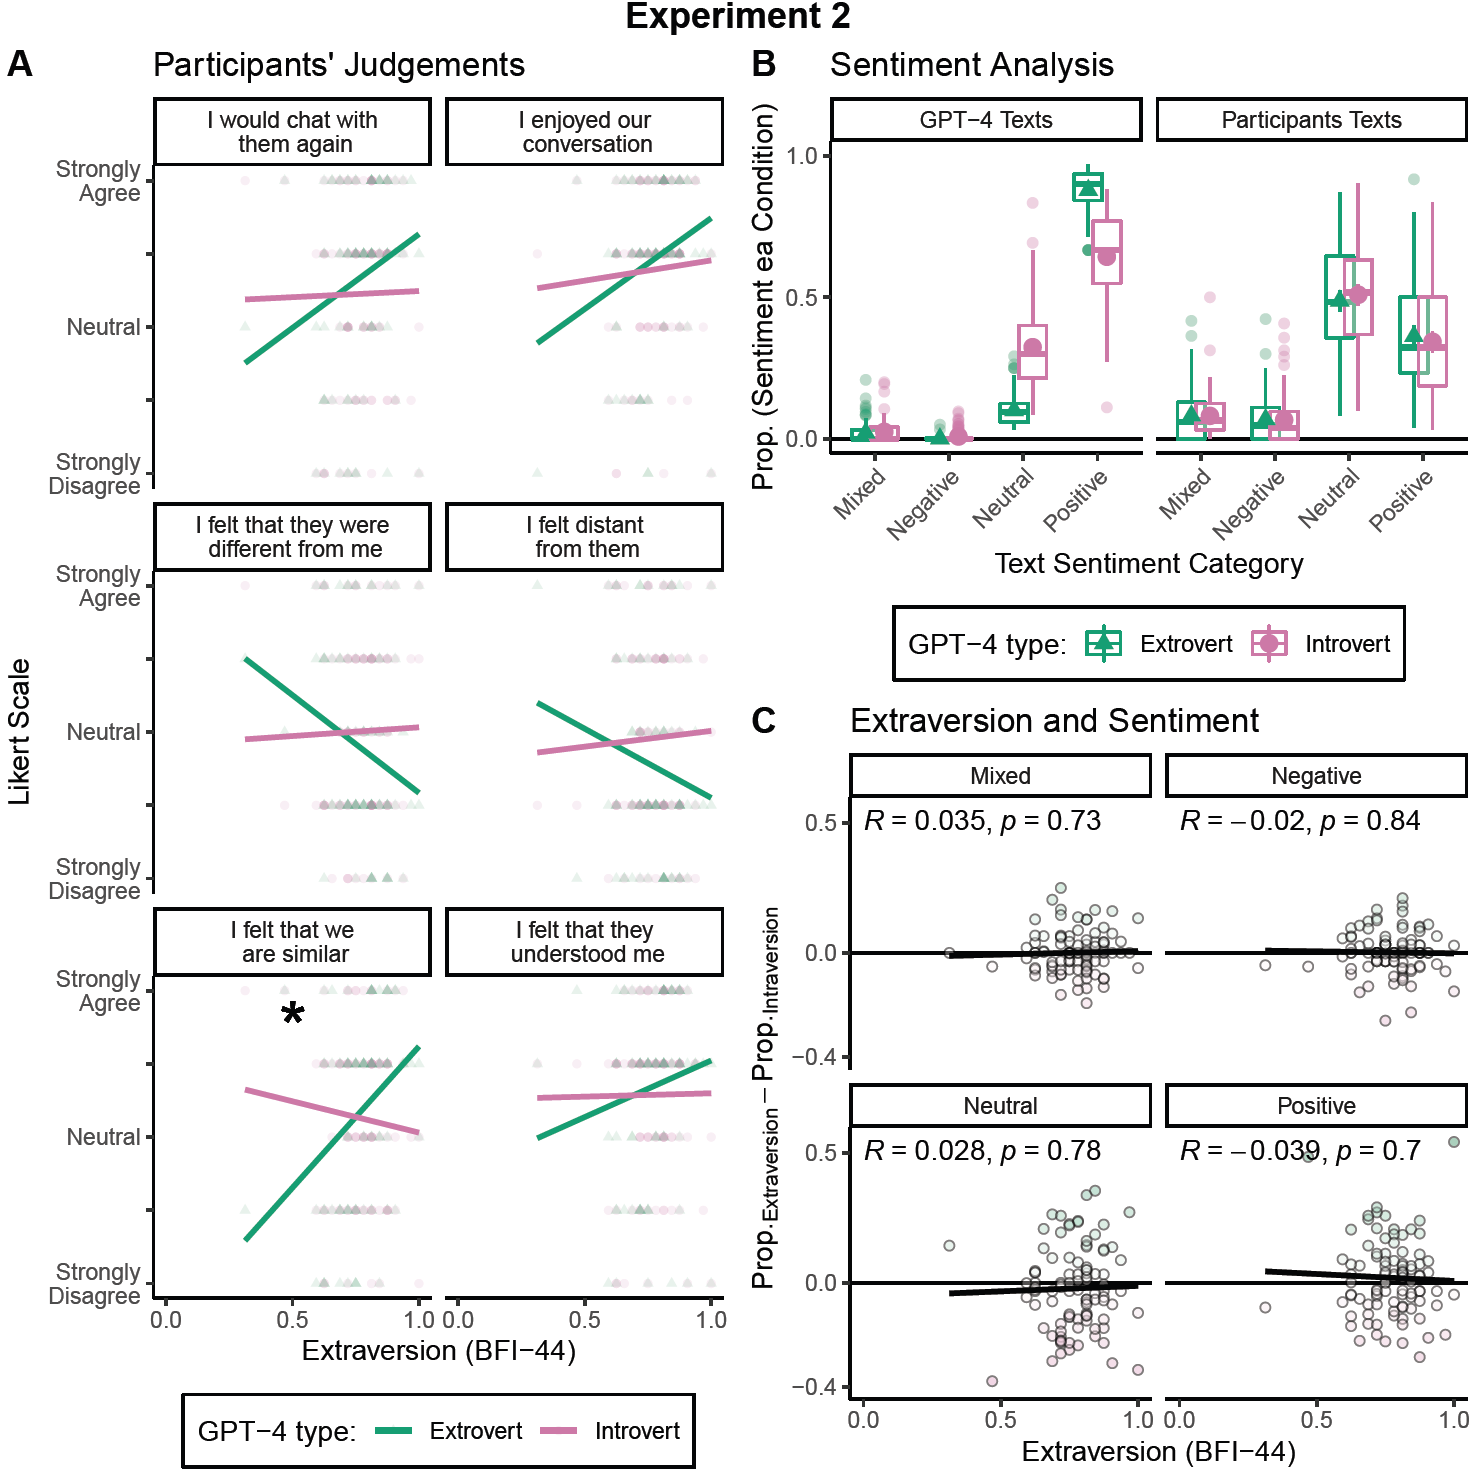 Experiment 2
A
Participants' Judgements
I would chat with
them again
I enjoyed our
conversation
Strongly
Agree
Neutral
Strongly
Disagree
I felt that they were
different from me
I felt distant
from them
Strongly
Agree
Neutral
Strongly
Disagree
I felt that we
are similar
I felt that they
understood me
Strongly
Agree
*
Neutral
Strongly
Disagree
Likert Scale
0.0 0.5 1.0 0.0 0.5 1.0
Extraversion (BFI−44)
GPT−4 type: Extrovert Introvert
B
Sentiment Analysis
GPT−4 Texts
Participants Texts
Prop. (Sentiment ea Condition)
1.0
0.5
0.0
Mixed Negative Neutral Positive Mixed Negative Neutral Positive
Text Sentiment Category
GPT−4 type: Extrovert Introvert
C
Extraversion and Sentiment
Mixed
Negative
0.5
R = 0.035, p = 0.73
R = −0.02, p = 0.84
0.0
−0.4
Neutral
Positive
0.5
R = 0.028, p = 0.78
R = −0.039, p = 0.7
0.0
−0.4
Prop.Extraversion − Prop.Intraversion
0.0 0.5 1.0 0.0 0.5 1.0
Extraversion (BFI−44)